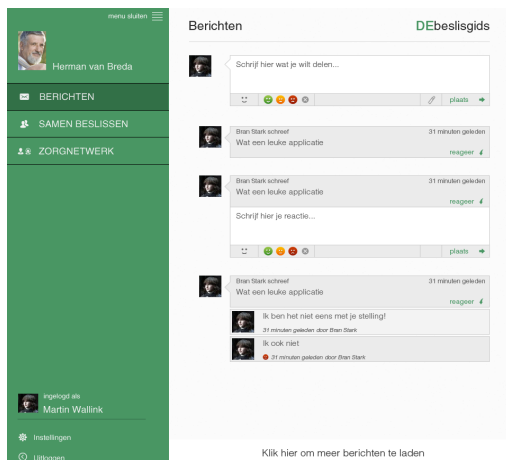 menu sluiten
Herman van Breda
BERICHTEN
SAMEN BESLISSEN
ZORGNETWERK
ingelogd als
Martin Wallink
Instellingen
Uitloggen
Berichten
DEbeslisgids
Schrijf hier wat je wilt delen...
plaats
Bran Stark schreef 31 minuten geleden
Wat een leuke applicatie
reageer
Bran Stark schreef 31 minuten geleden
Wat een leuke applicatie
reageer
Schrijf hier je reactie...
plaats
Bran Stark schreef 31 minuten geleden
Wat een leuke applicatie
reageer
Ik ben het niet eens met je stelling!
31 minuten geleden door Bran Stark
Ik ook niet
31 minuten geleden door Bran Stark
Klik hier om meer berichten te laden